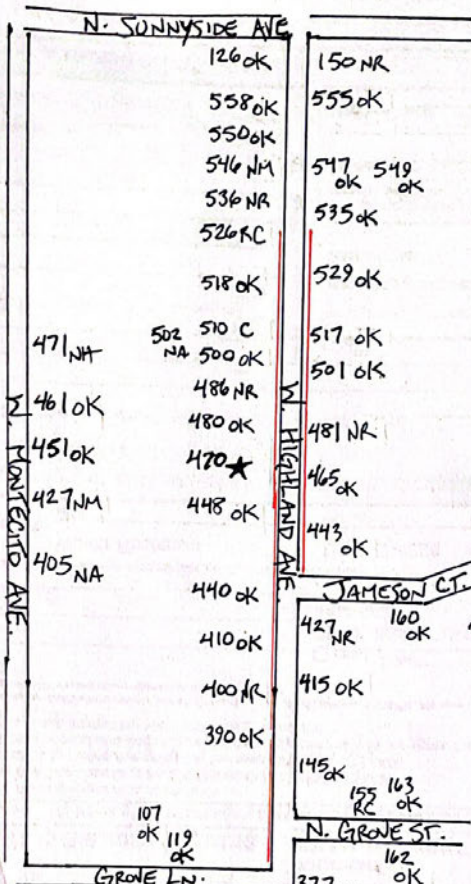 N. SUNNYSIDE AVE.
126 OK
558 OK
550 OK
546 NM
536 NR
526 RC
518 OK
502 NA
510 C
500 OK
486 NR
480 OK
470 ★
448 OK
440 OK
410 OK
400 NR
390 OK
107 OK
119 OK
GROVE LN.
471 NH
461 OK
451 OK
427 NM
405 NA
W. MONTECITO AVE.
W. HIGHLAND AVE.
150 NR
555 OK
547 OK
549 OK
535 OK
529 OK
517 OK
501 OK
481 NR
465 OK
443 OK
JAMESON CT.
427 NR
160 OK
415 OK
145 OK
155 RC
163 OK
N. GROVE ST.
162 OK